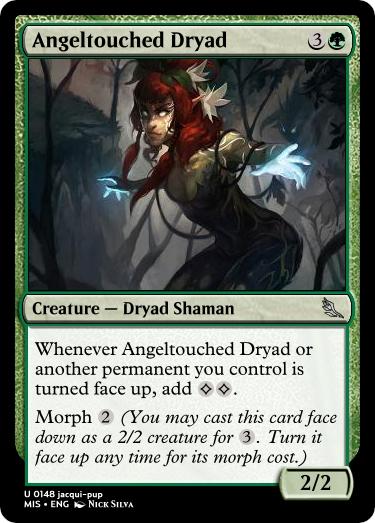 Angeltouched Dryad 3
Creature — Dryad Shaman
Whenever Angeltouched Dryad or
another permanent you control is
turned face up, add ◇◇.
Morph 2 (You may cast this card face
down as a 2/2 creature for 3. Turn it
face up any time for its morph cost.)
2/2
U 0148 jacqui-pup
MIS • ENG Nick Silva